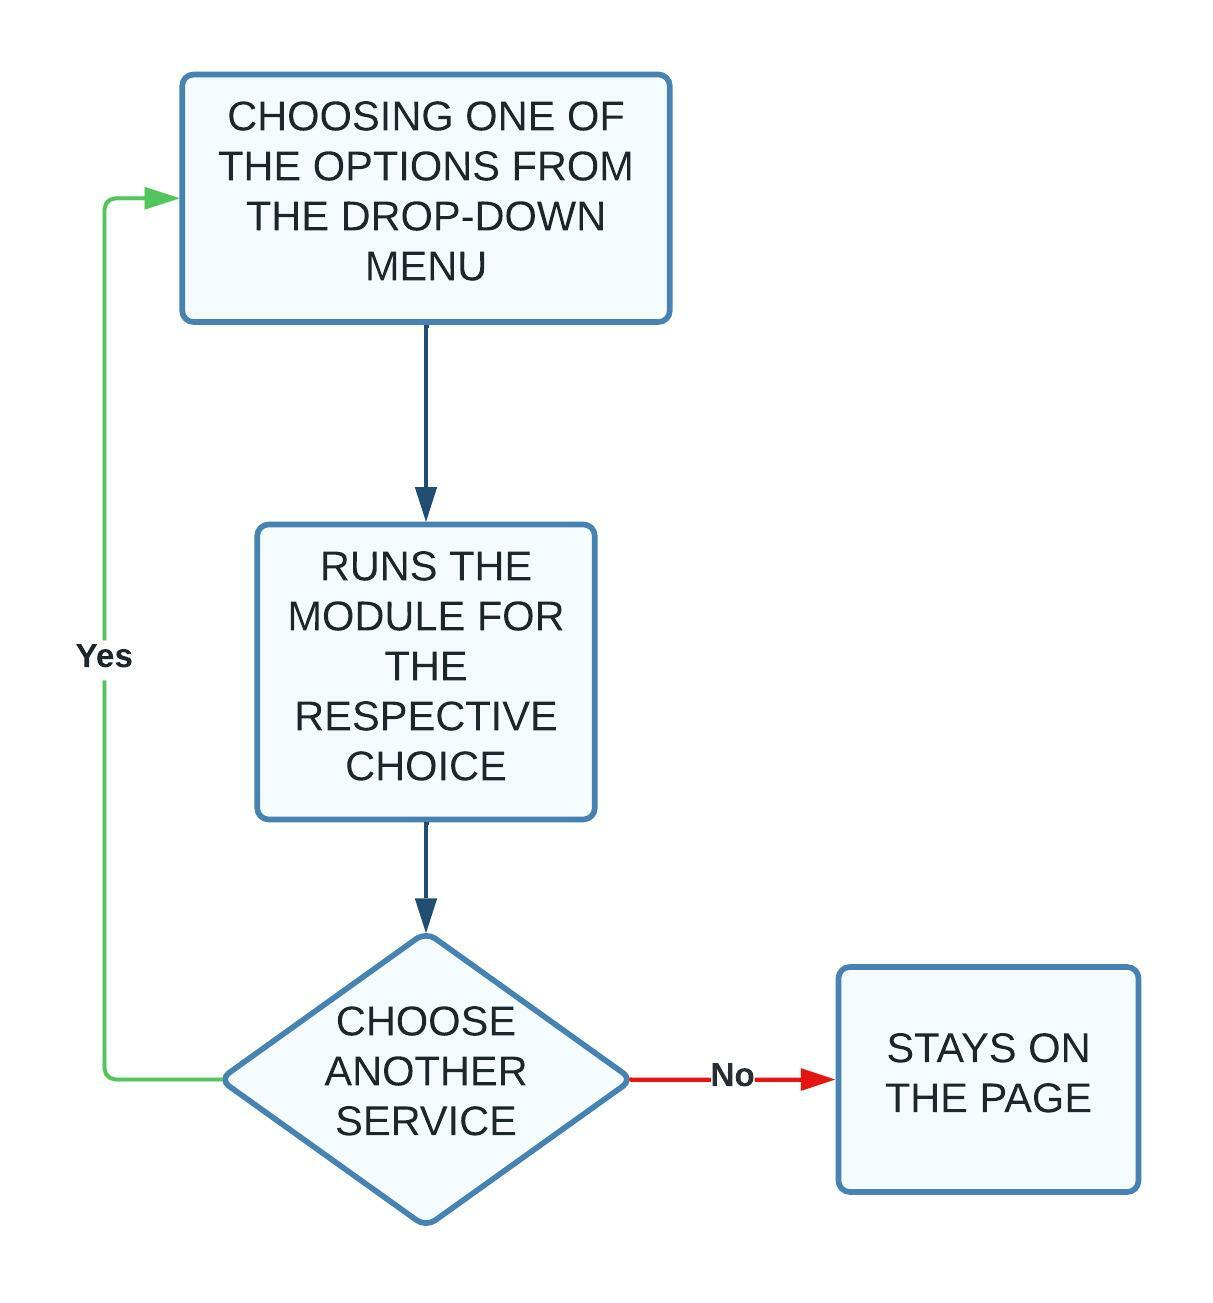 CHOOSING ONE OF
THE OPTIONS FROM
THE DROP-DOWN
MENU
RUNS THE
MODULE FOR
THE
RESPECTIVE
CHOICE
Yes
CHOOSE
ANOTHER
SERVICE
No
STAYS ON
THE PAGE